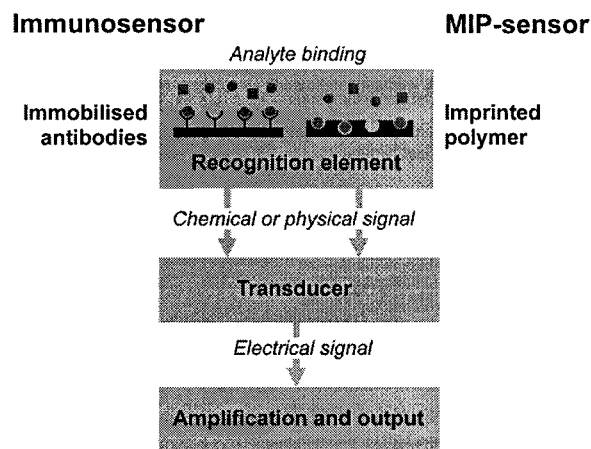 Immunosensor
MIP-sensor
Analyte binding
Immobilised
antibodies
Imprinted
polymer
Recognition element
Chemical or physical signal
Transducer
Electrical signal
Amplification and output